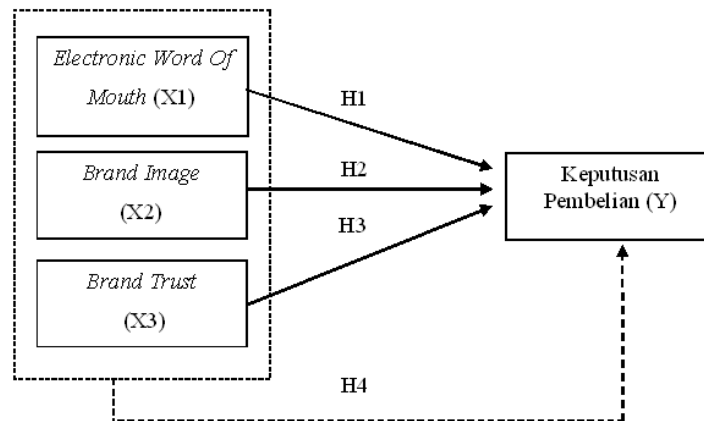 Electronic Word Of
Mouth (X1)
H1
Brand Image
(X2)
H2
Keputusan
Pembelian (Y)
H3
Brand Trust
(X3)
H4